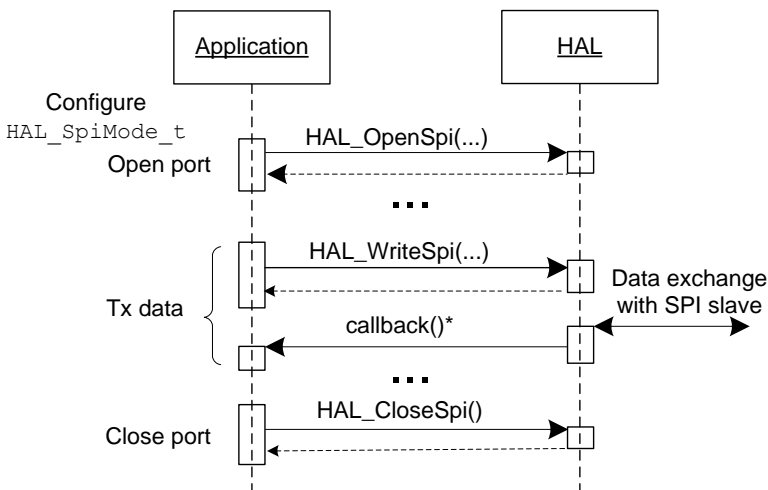 Application
HAL
Configure
HAL_SpiMode_t
Open port
HAL_OpenSpi(...)
...
HAL_WriteSpi(...)
Data exchange
with SPI slave
Tx data
callback()*
...
HAL_CloseSpi()
Close port